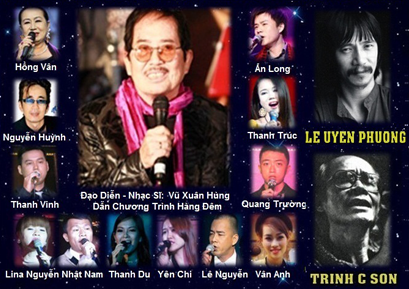 Hồng Vân
Ấn Long
Nguyễn Huỳnh
Thanh Trúc
LE UYEN PHUONG
Thanh Vinh
Đạo Diễn - Nhạc Sĩ: Vũ Xuân Hùng
Dẫn Chương Trình Hàng Đêm
Quang Trường
Lina Nguyễn
Nhật Nam
Thanh Du
Yên Chi
Lê Nguyễn
Vân Anh
TRINH C SON